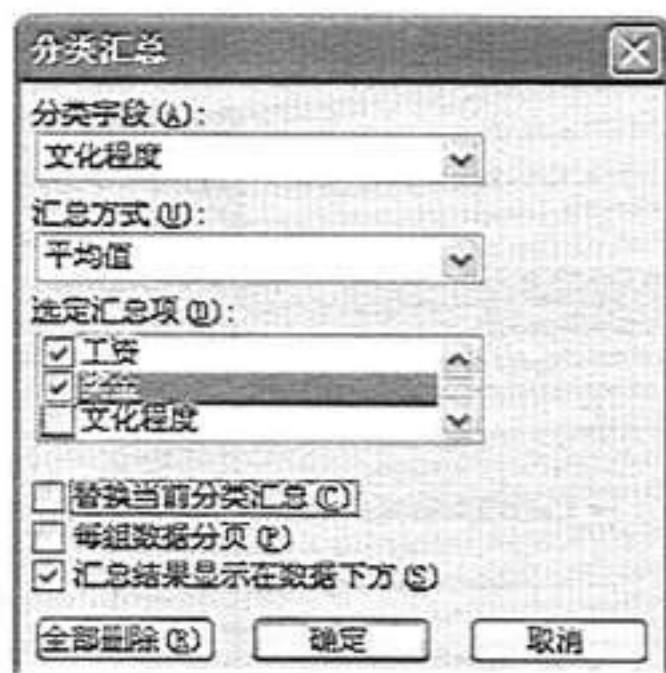 分类汇总
分类字段(A):
文化程度
汇总方式(U):
平均值
选定汇总项(D):
工资
文化程度
替换当前分类汇总(C)
每组数据分页(P)
汇总结果显示在数据下方(S)
全部删除(R) 确定 取消